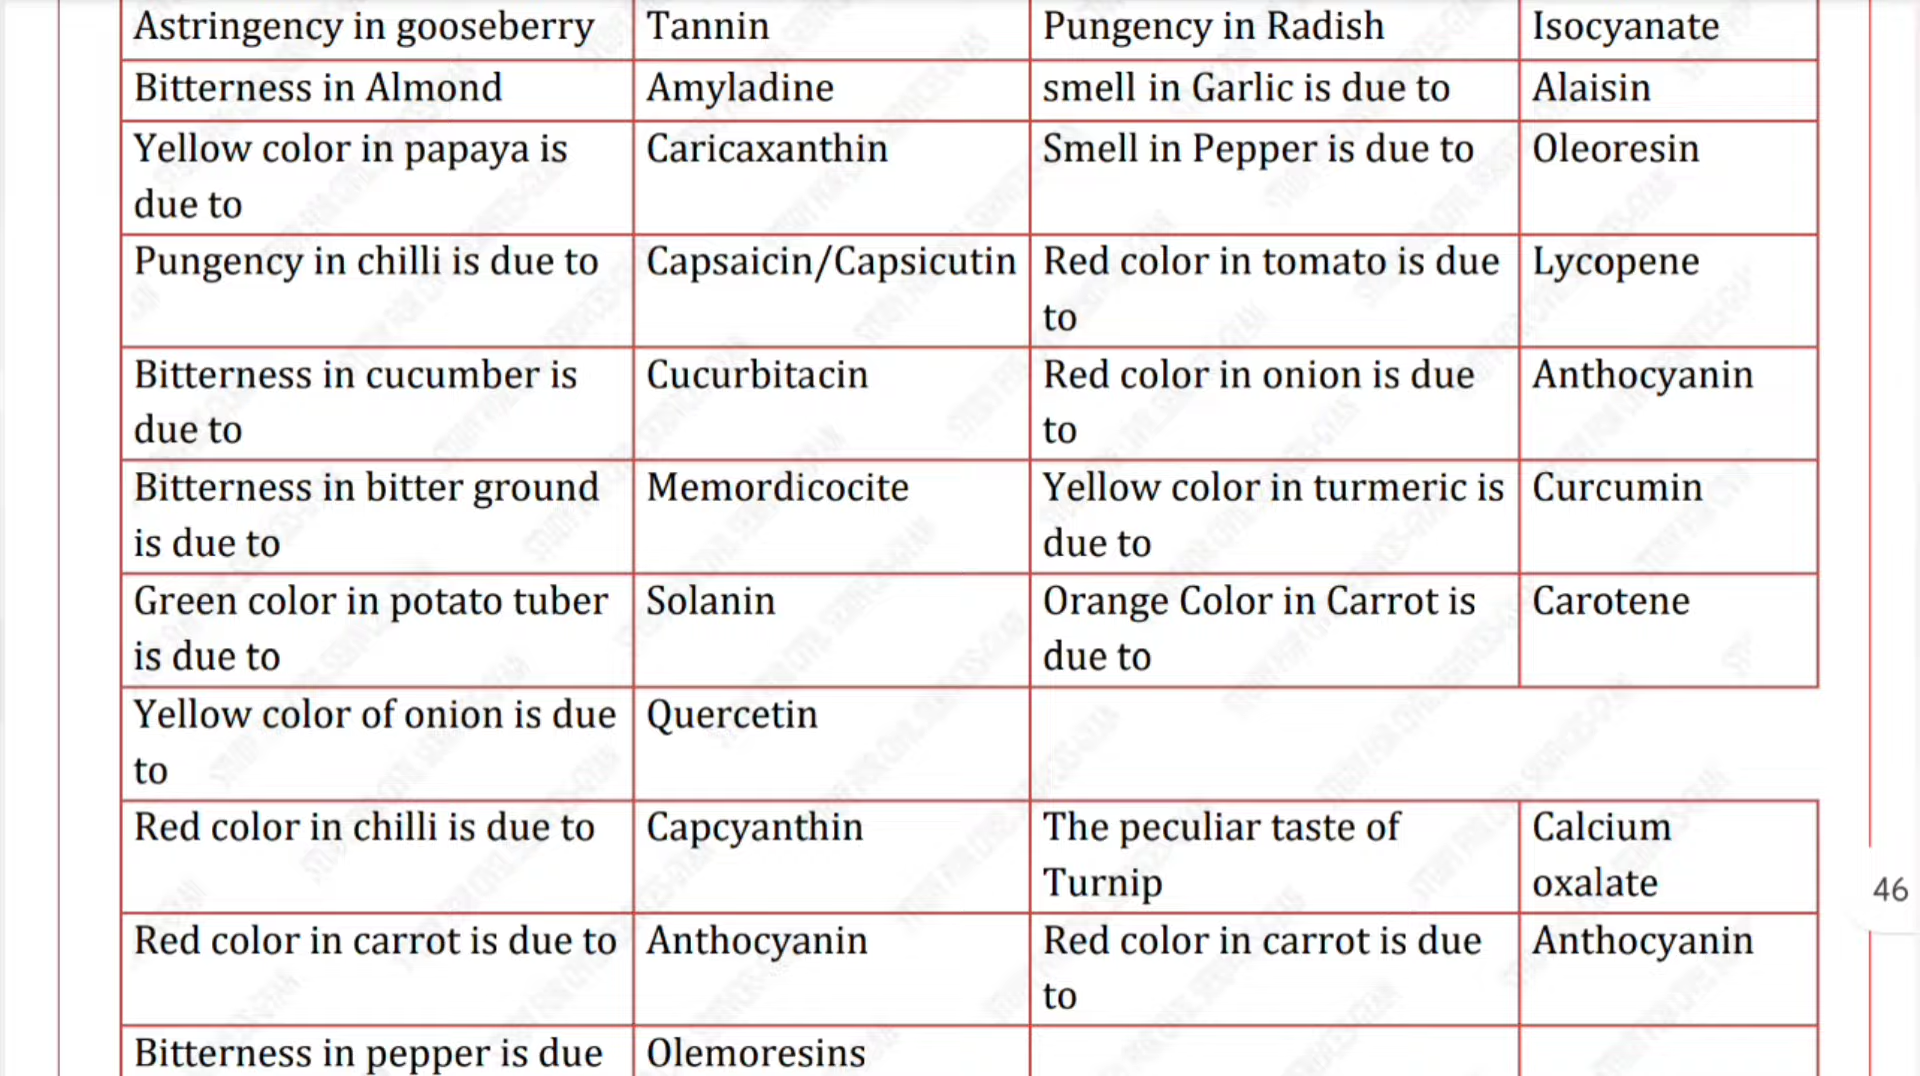 Astringency in gooseberry Tannin Pungency in Radish Isocyanate
Bitterness in Almond Amyladine smell in Garlic is due to Alaisin
Yellow color in papaya is Caricaxanthin Smell in Pepper is due to Oleoresin
due to
Pungency in chilli is due to Capsaicin/Capsicutin Red color in tomato is due Lycopene
to
Bitterness in cucumber is Cucurbitacin Red color in onion is due Anthocyanin
due to to
Bitterness in bitter ground Memordicocite Yellow color in turmeric is Curcumin
is due to due to
Green color in potato tuber Solanin Orange Color in Carrot is Carotene
is due to due to
Yellow color of onion is due Quercetin
to
Red color in chilli is due to Capcyanthin The peculiar taste of Calcium
Turnip oxalate
46
Red color in carrot is due to Anthocyanin Red color in carrot is due Anthocyanin
to
Bitterness in pepper is due Olemoresins